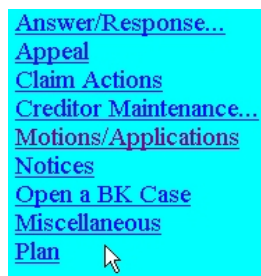 Answer/Response...
Appeal
Claim Actions
Creditor Maintenance...
Motions/Applications
Notices
Open a BK Case
Miscellaneous
Plan